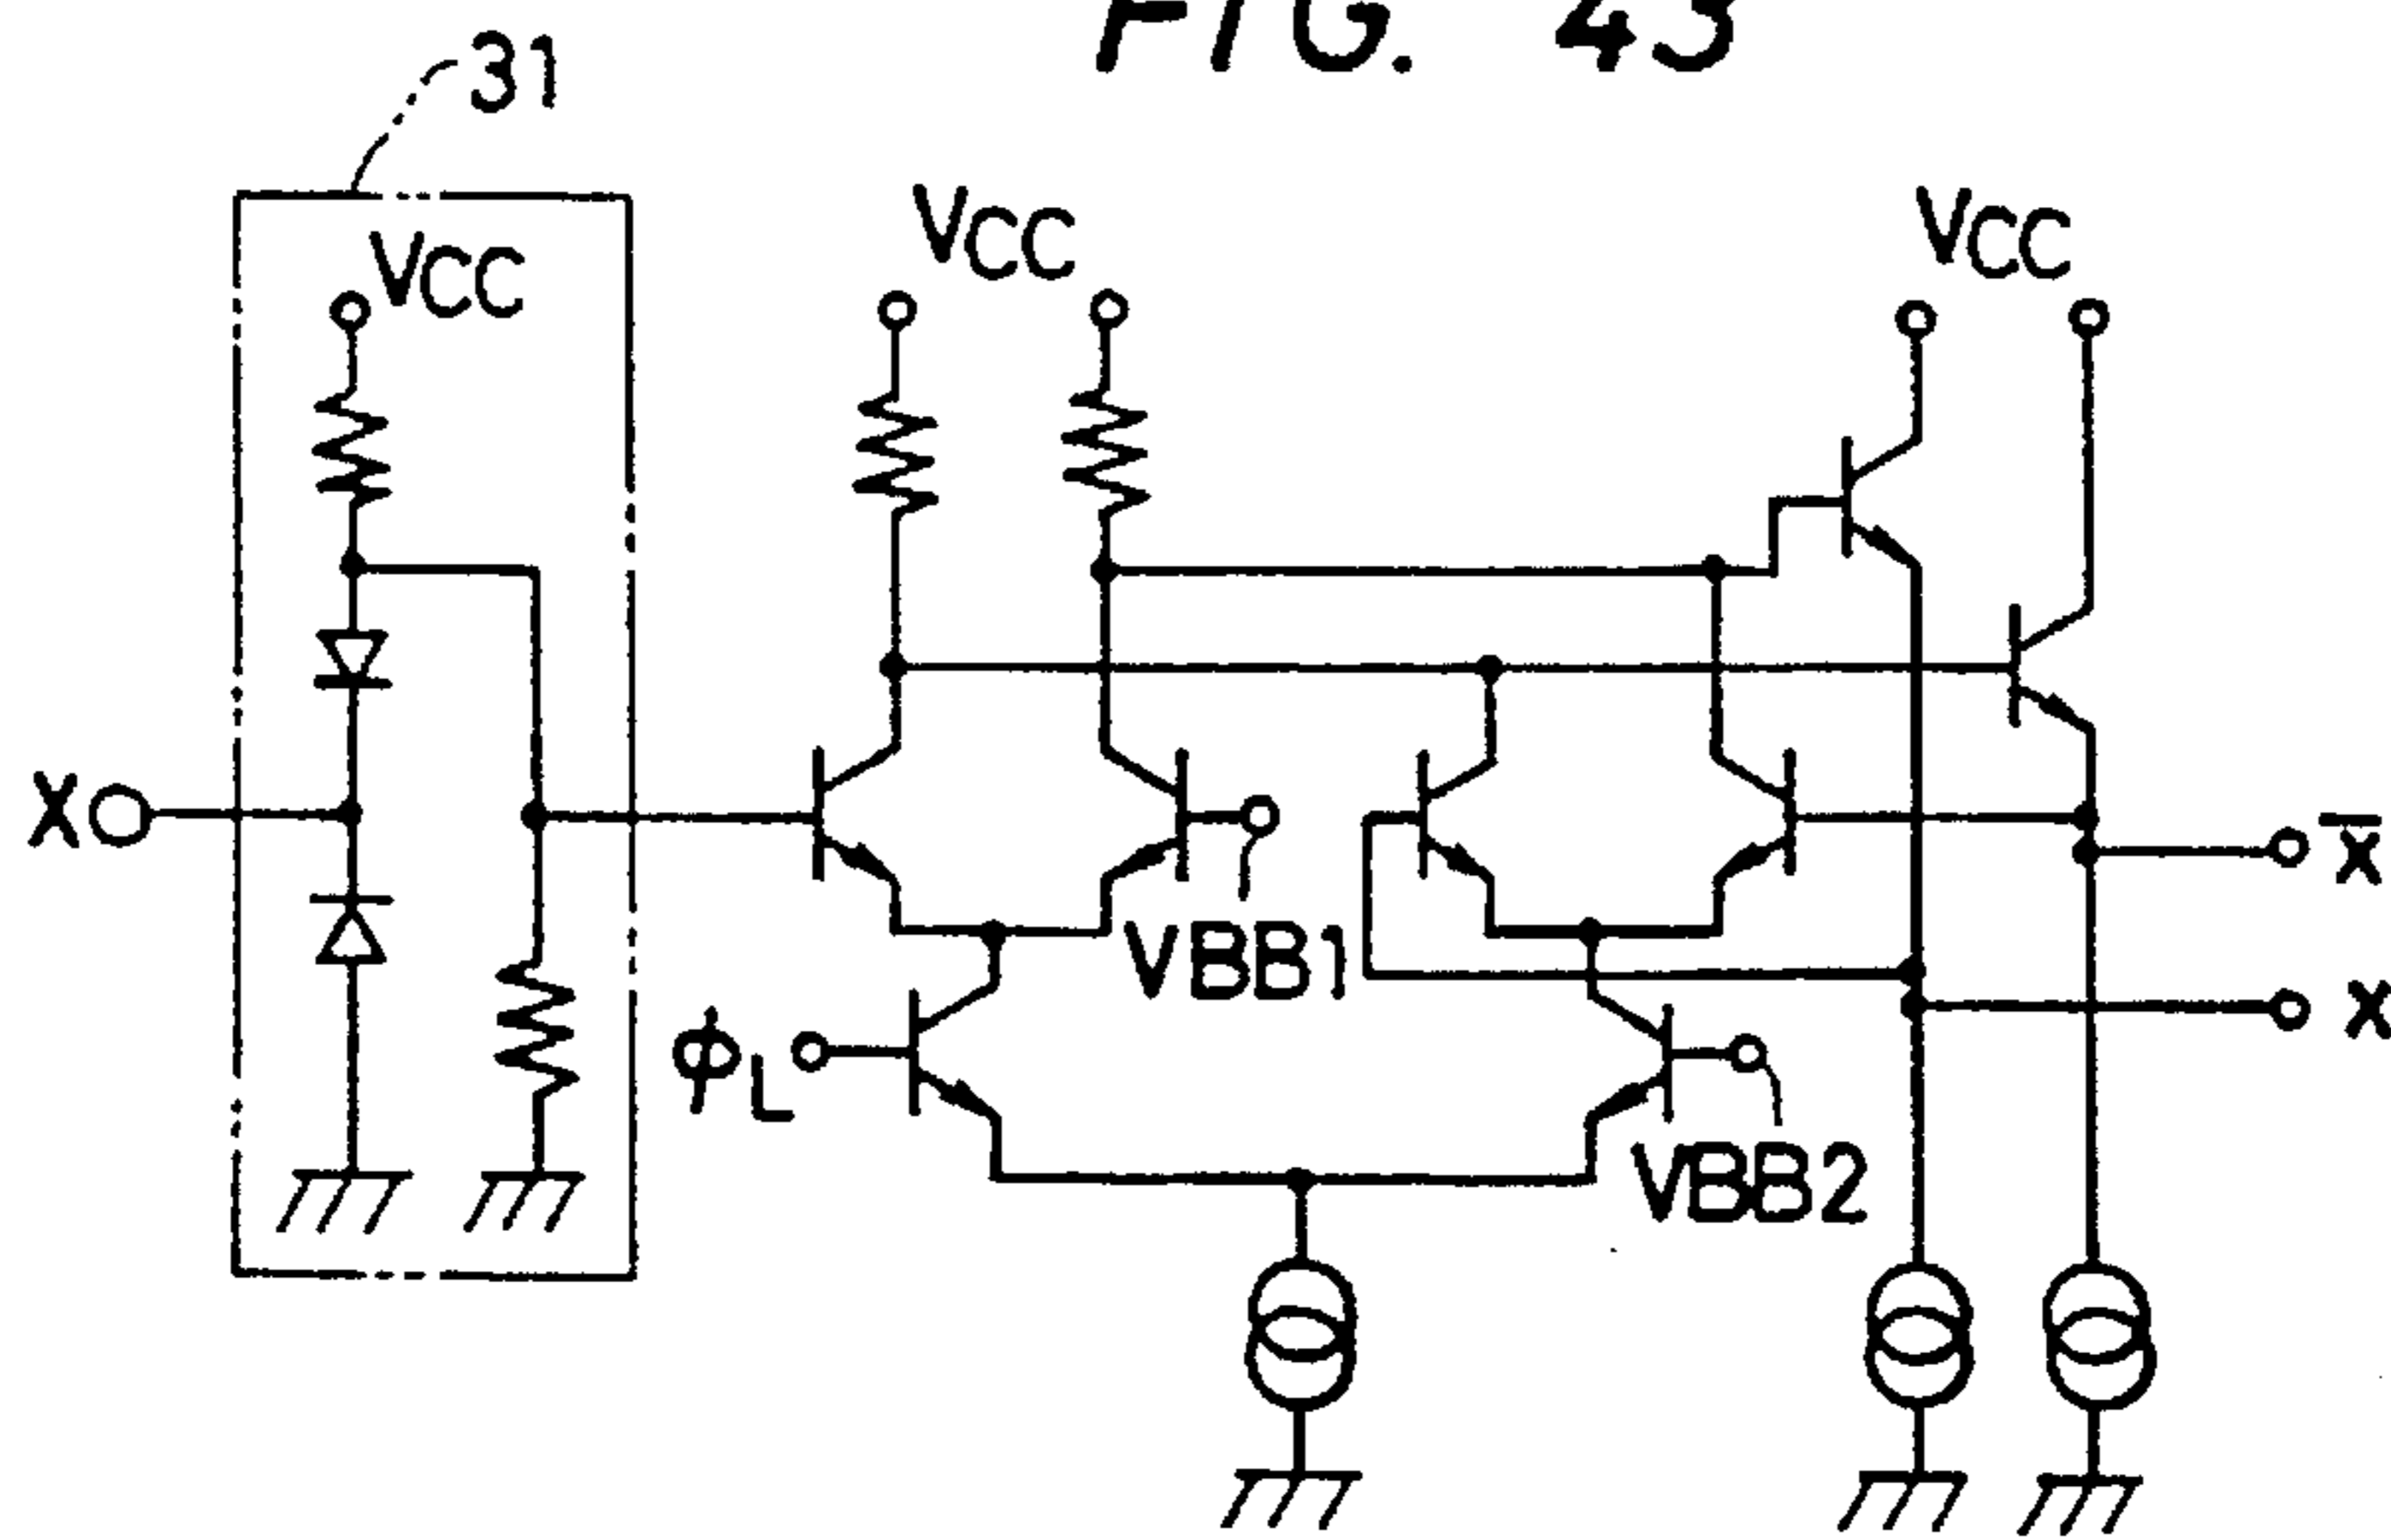 FIG. 43
31
VCC
VCC
VCC
X
X̅
VBB1
X
ϕL
VBB2